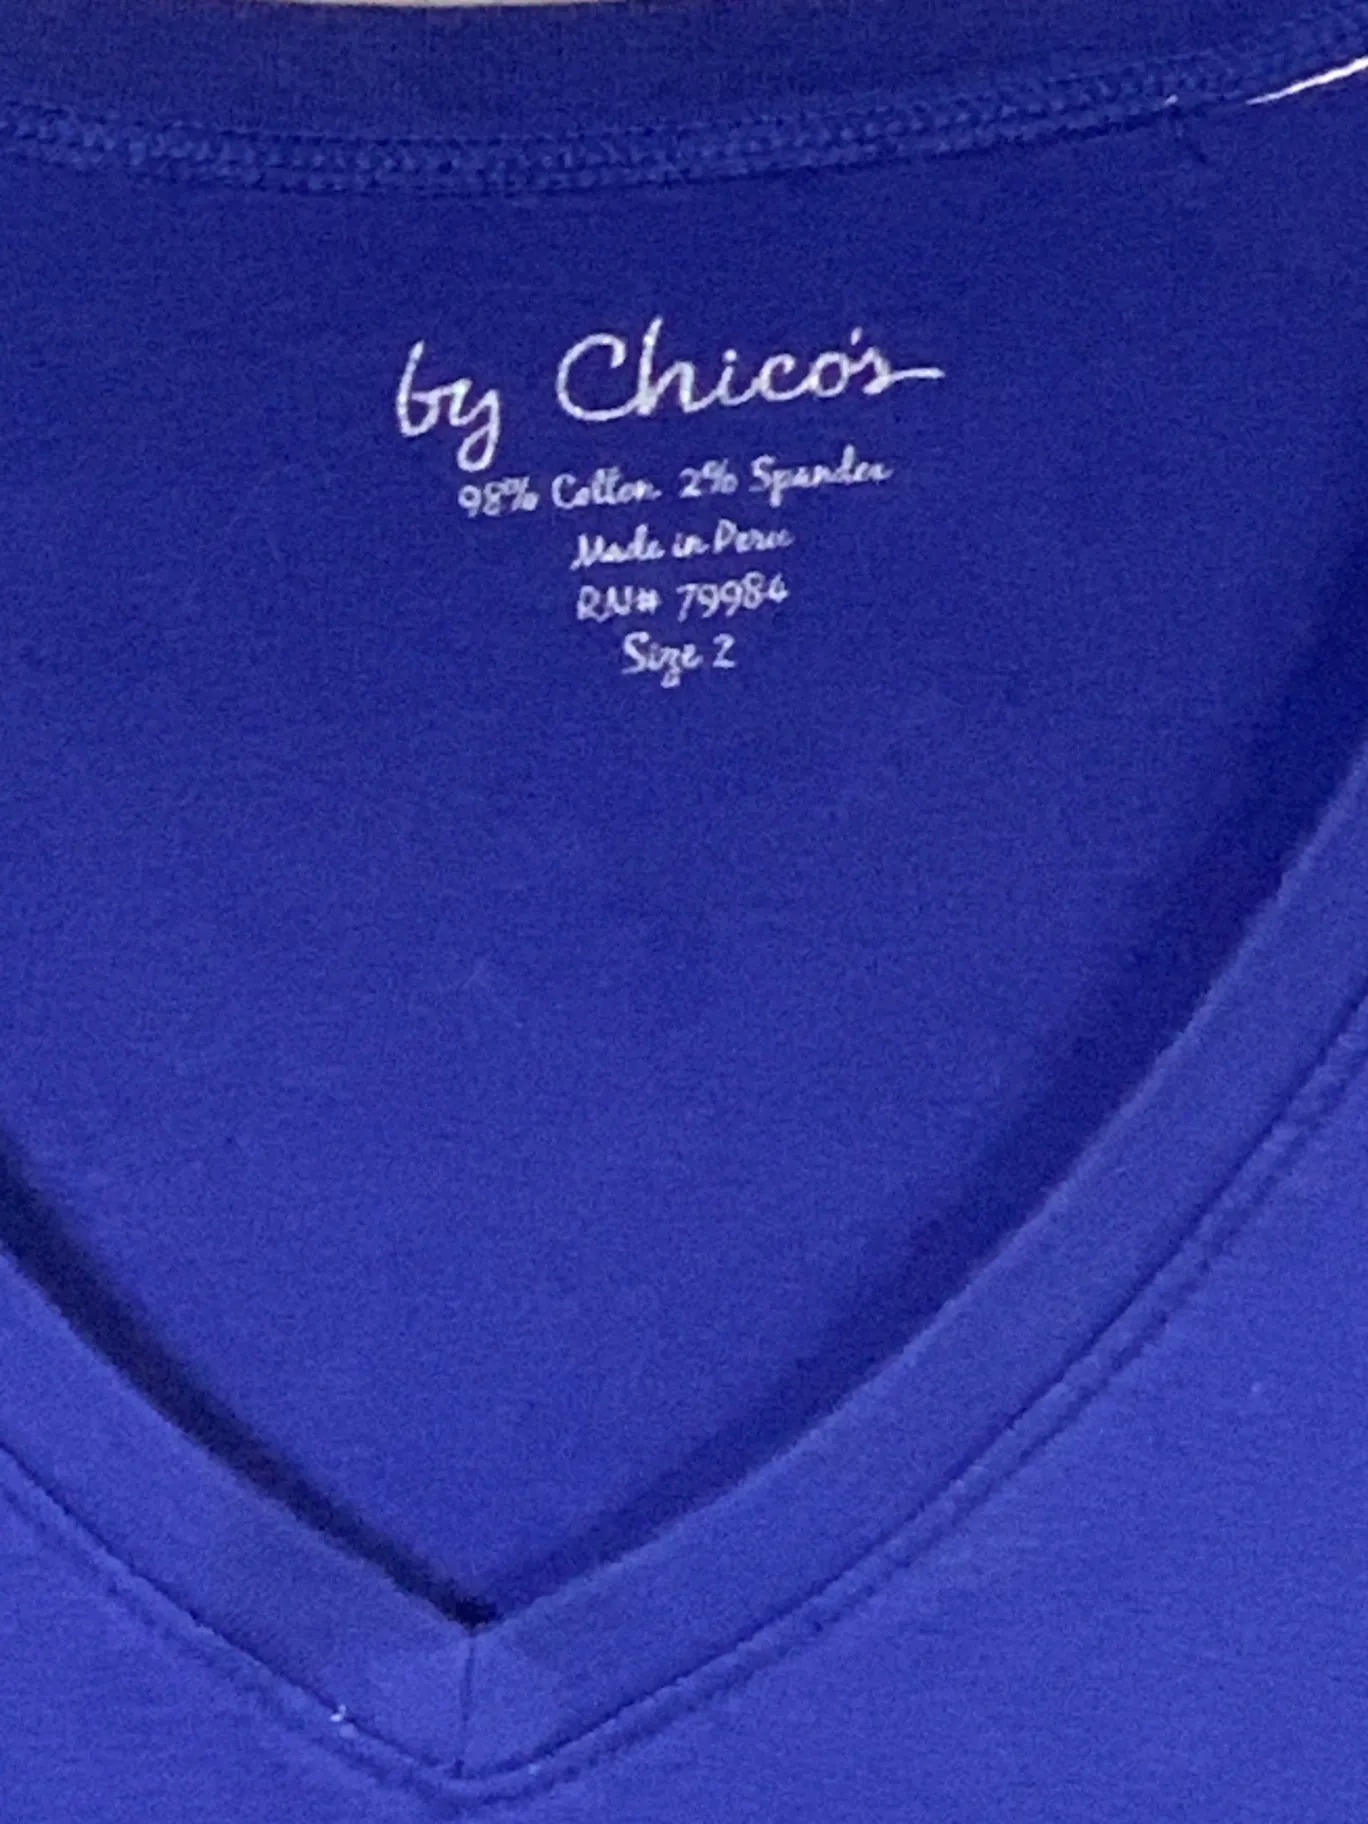 by Chico's
98% Cotton 2% Spandex
Made in Peru
RN# 79984
Size 2